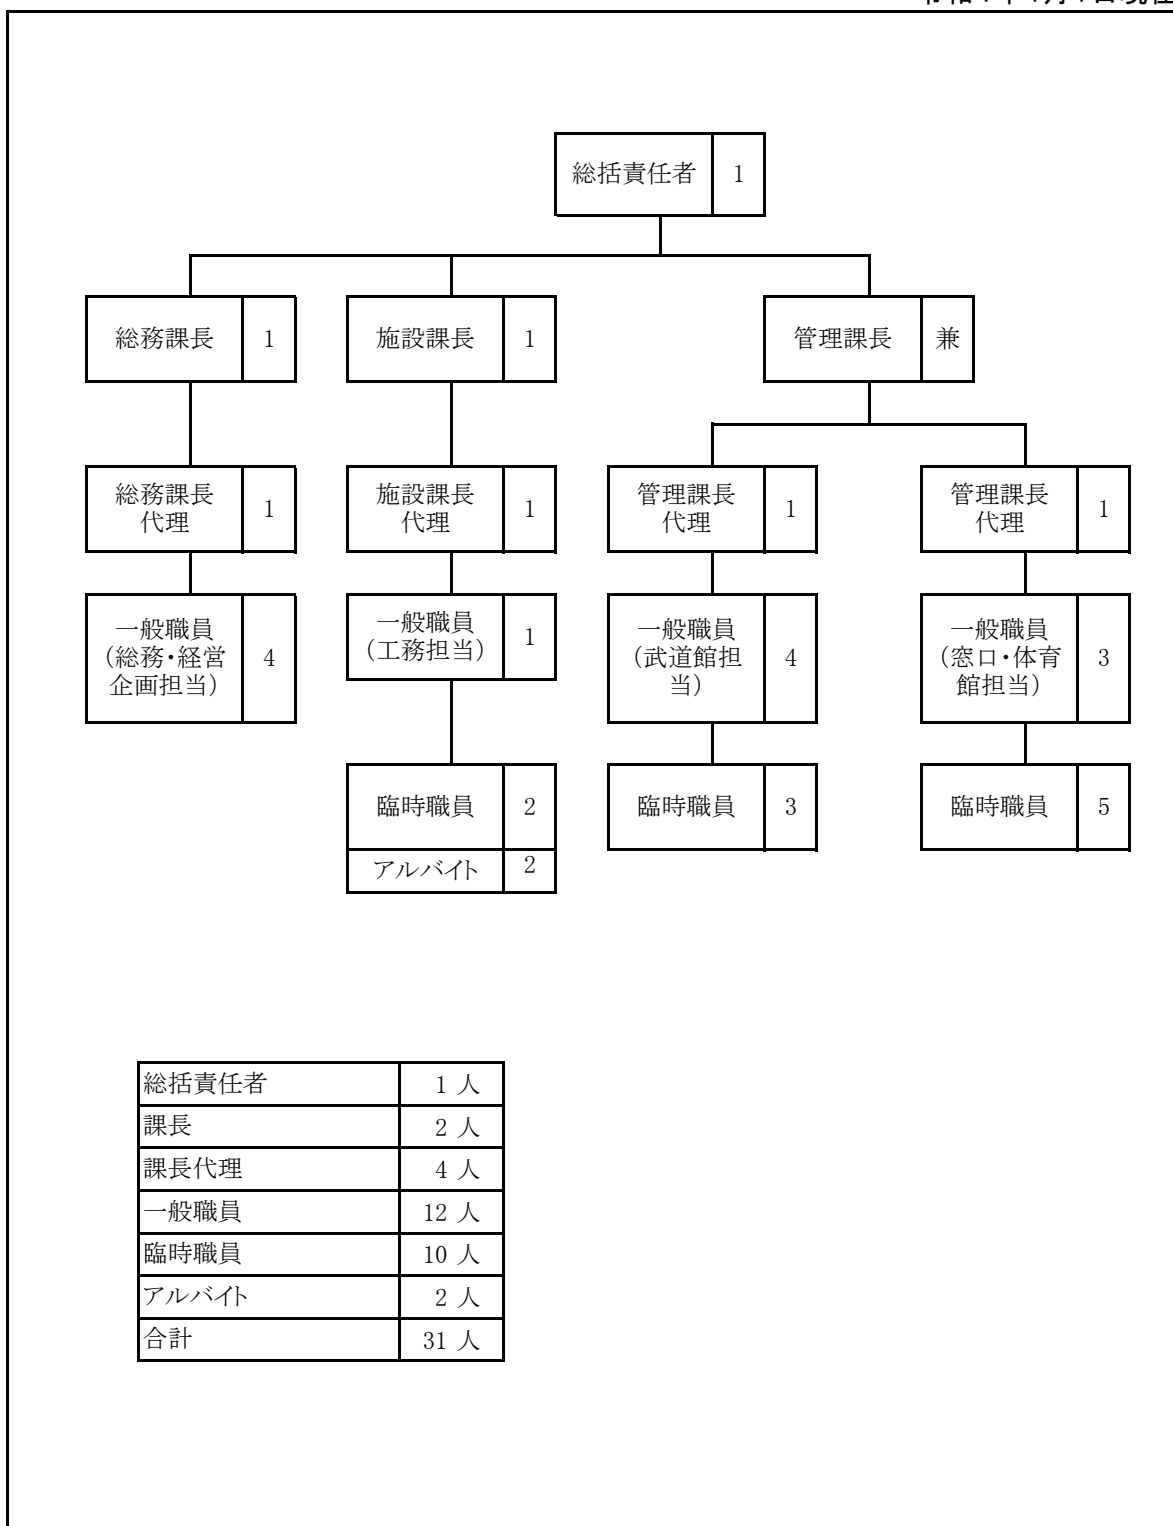 総括責任者 1
総務課長 1
施設課長 1
管理課長 兼
総務課長
代理 1
施設課長
代理 1
管理課長
代理 1
管理課長
代理 1
一般職員
(総務・経営
企画担当) 4
一般職員
(工務担当) 1
一般職員
(武道館担
当) 4
一般職員
(窓口・体育
館担当) 3
臨時職員 2
アルバイト 2
臨時職員 3
臨時職員 5
総括責任者 1 人
課長 2 人
課長代理 4 人
一般職員 12 人
臨時職員 10 人
アルバイト 2 人
合計 31 人